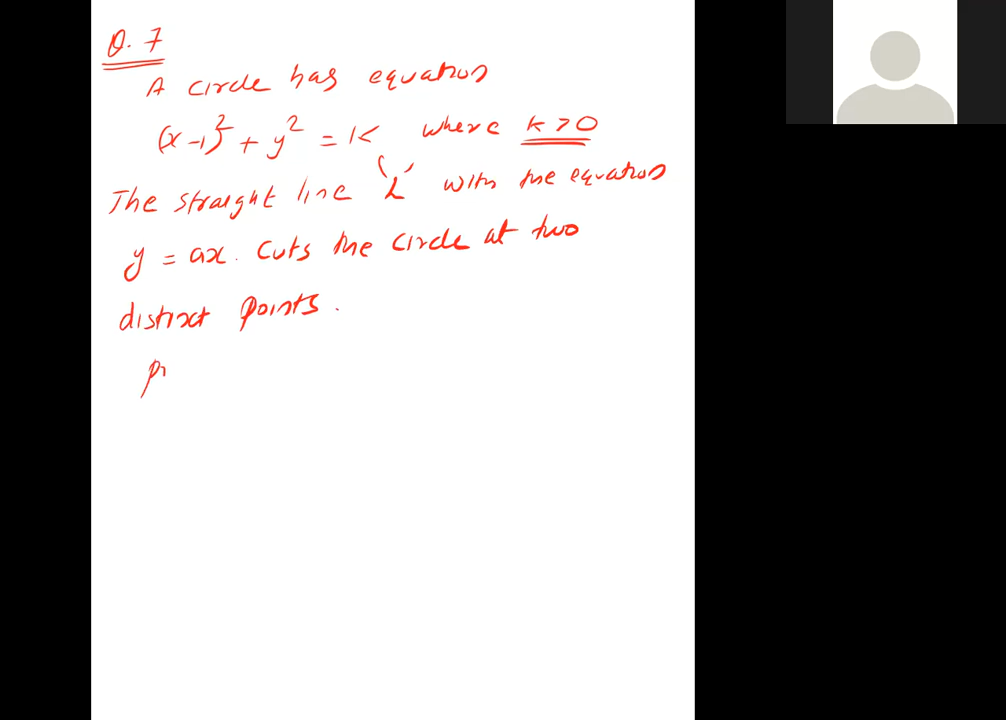 Q. 7
A circle has equation
(x-1)² + y² = K where k > 0
The straight line 'L' with the equation
y = ax. cuts the circle at two
distinct points.